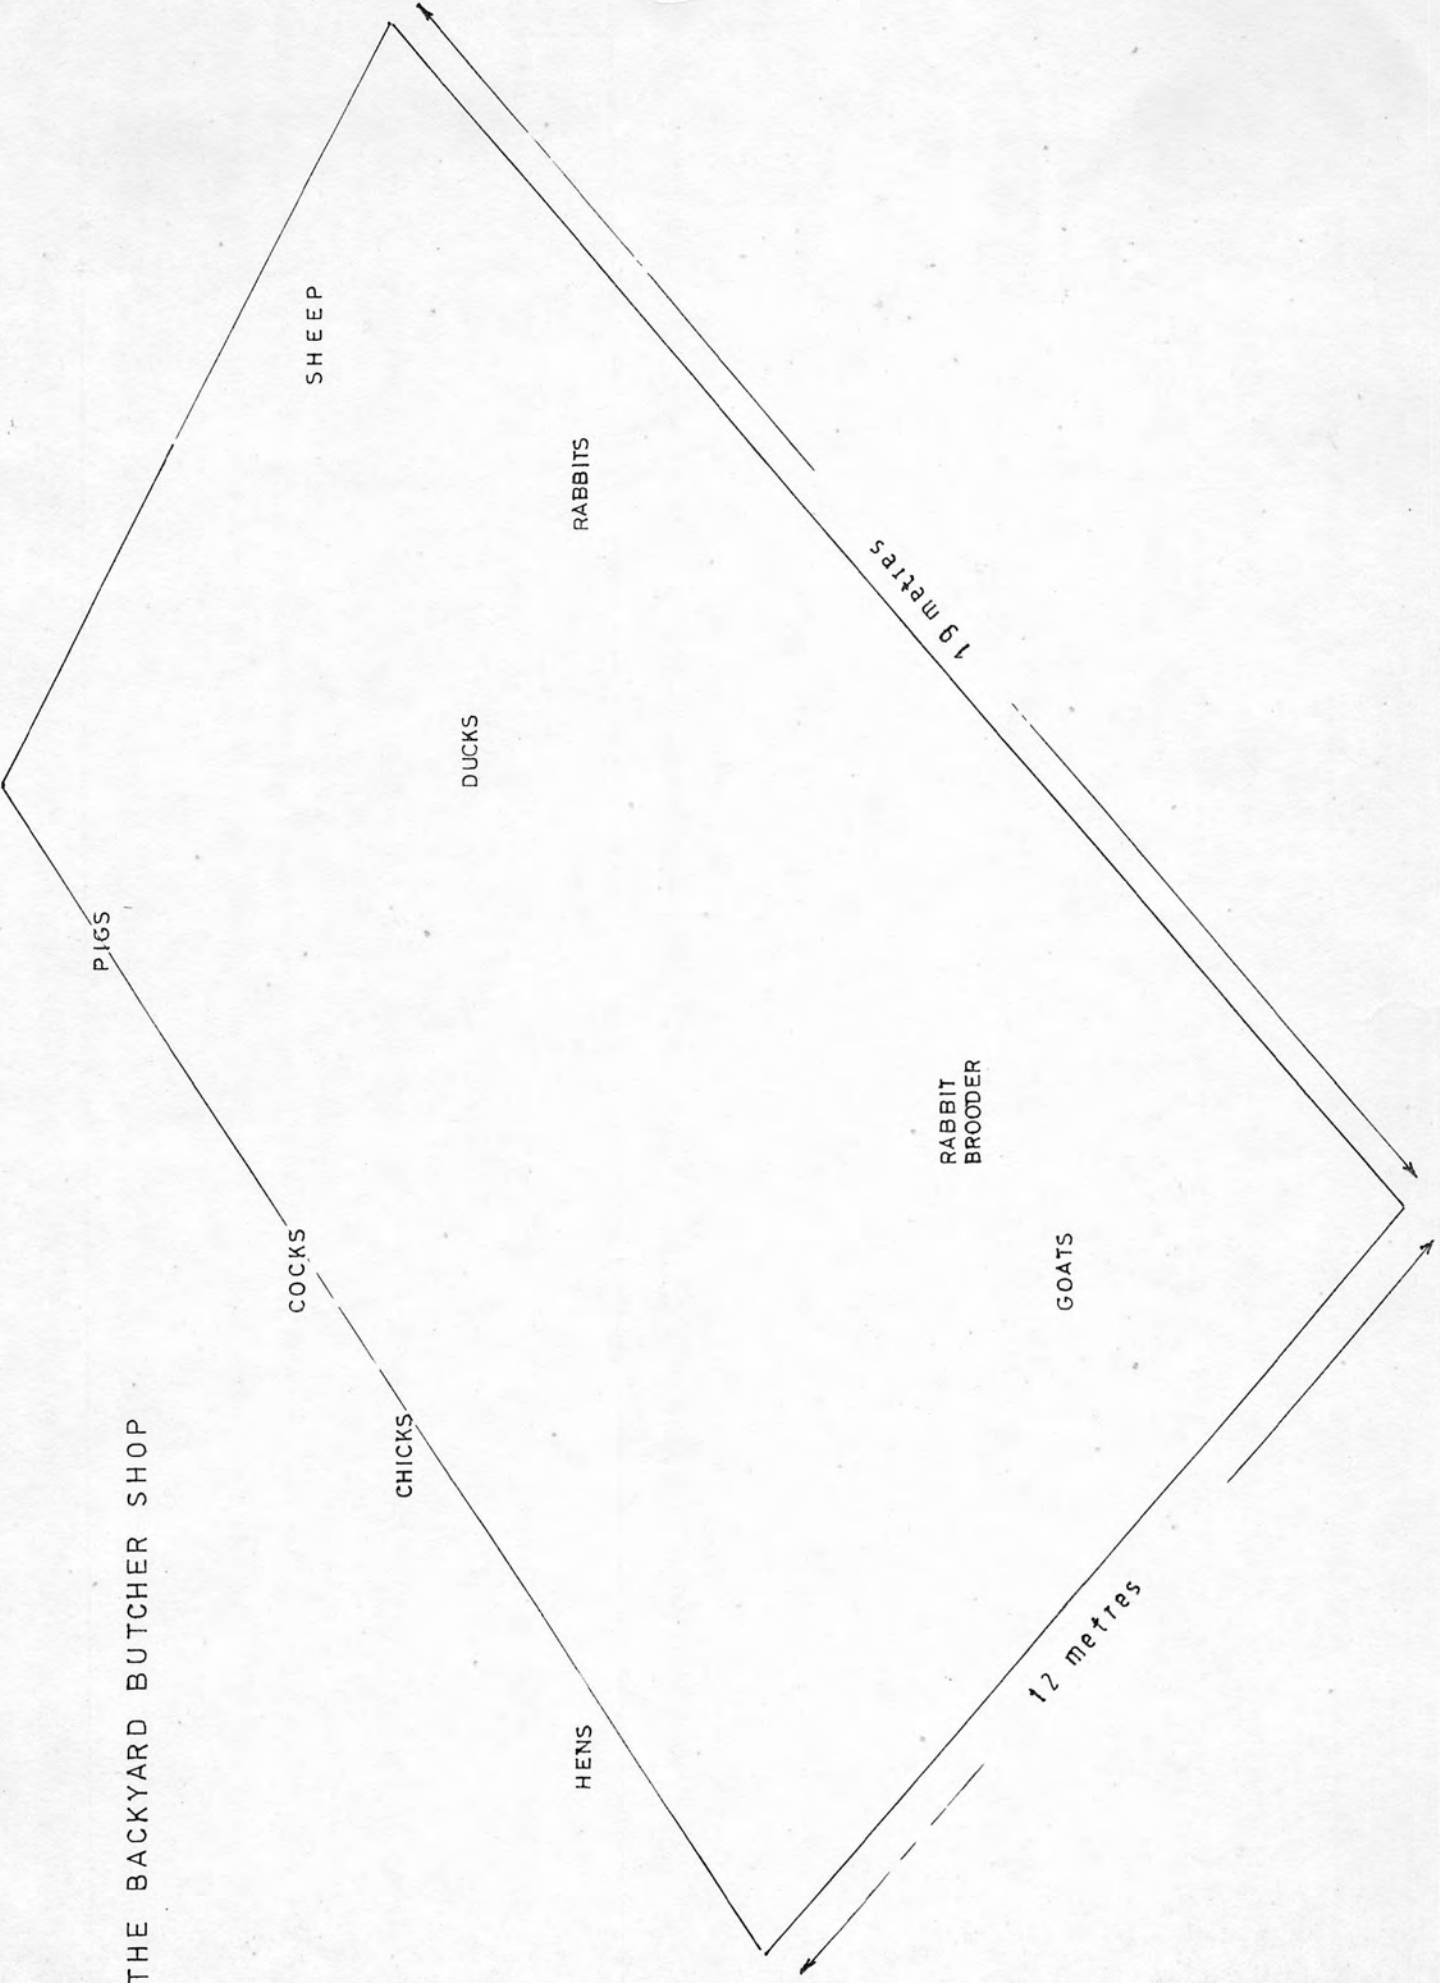 THE BACKYARD BUTCHER SHOP
PIGS
SHEEP
COCKS
DUCKS
CHICKS
RABBITS
HENS
19 metres
RABBIT
BROODER
GOATS
12 metres